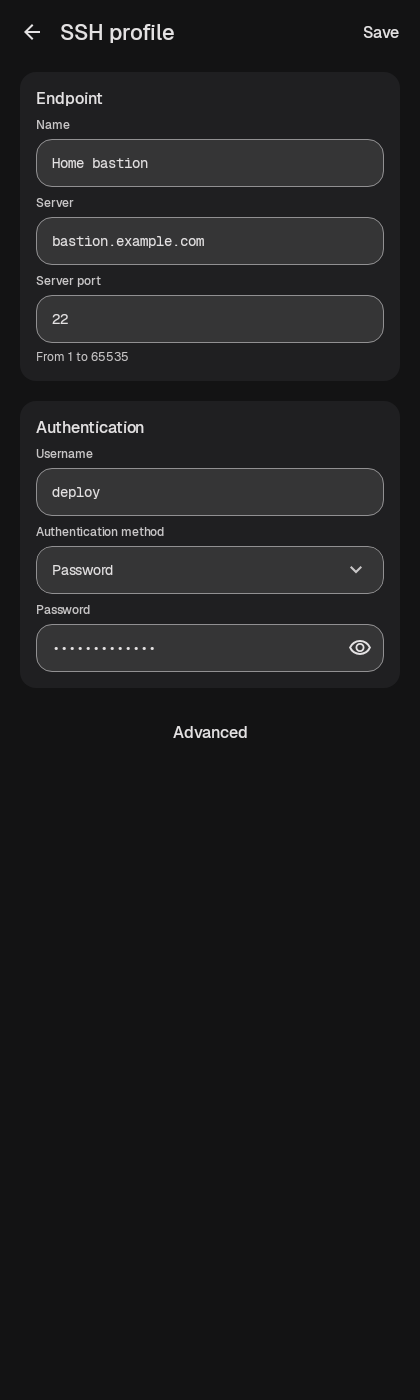 SSH profile
Save
Endpoint
Name
Home bastion
Server
bastion.example.com
Server port
22
From 1 to 65535
Authentication
Username
deploy
Authentication method
Password
Password
•••••••••••••
Advanced